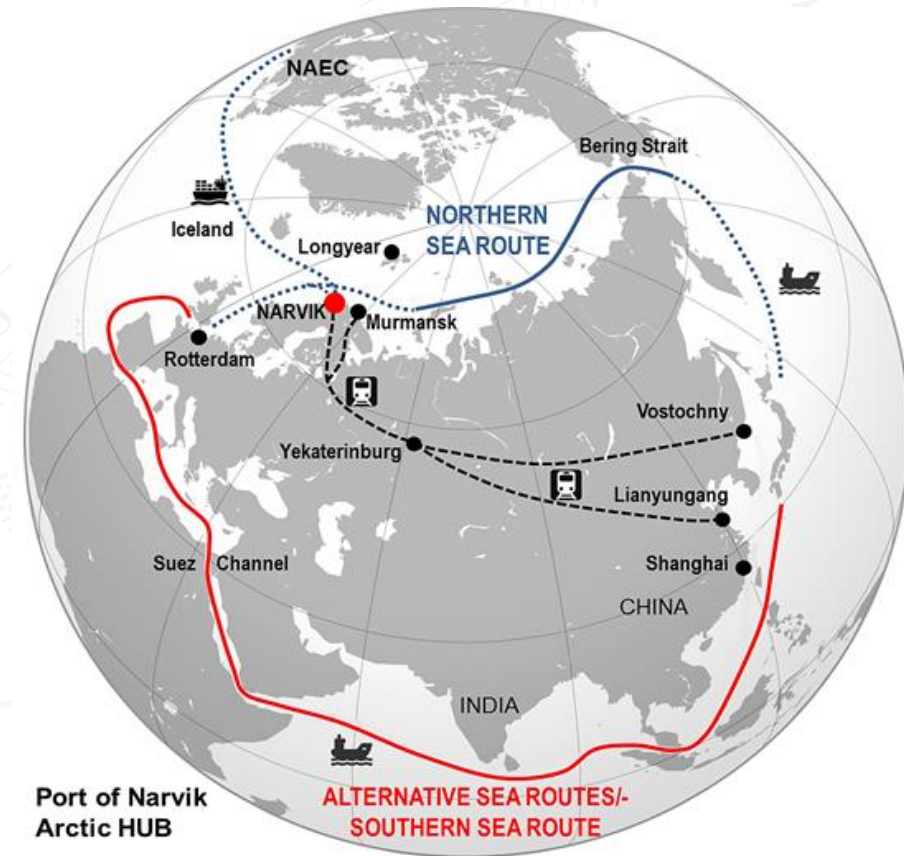 NAEC
Bering Strait
Iceland
NORTHERN
SEA ROUTE
Longyear
NARVIK
Murmansk
Rotterdam
Vostochny
Yekaterinburg
Lianyungang
Suez Channel
Shanghai
CHINA
INDIA
Port of Narvik
Arctic HUB
ALTERNATIVE SEA ROUTES/-
SOUTHERN SEA ROUTE